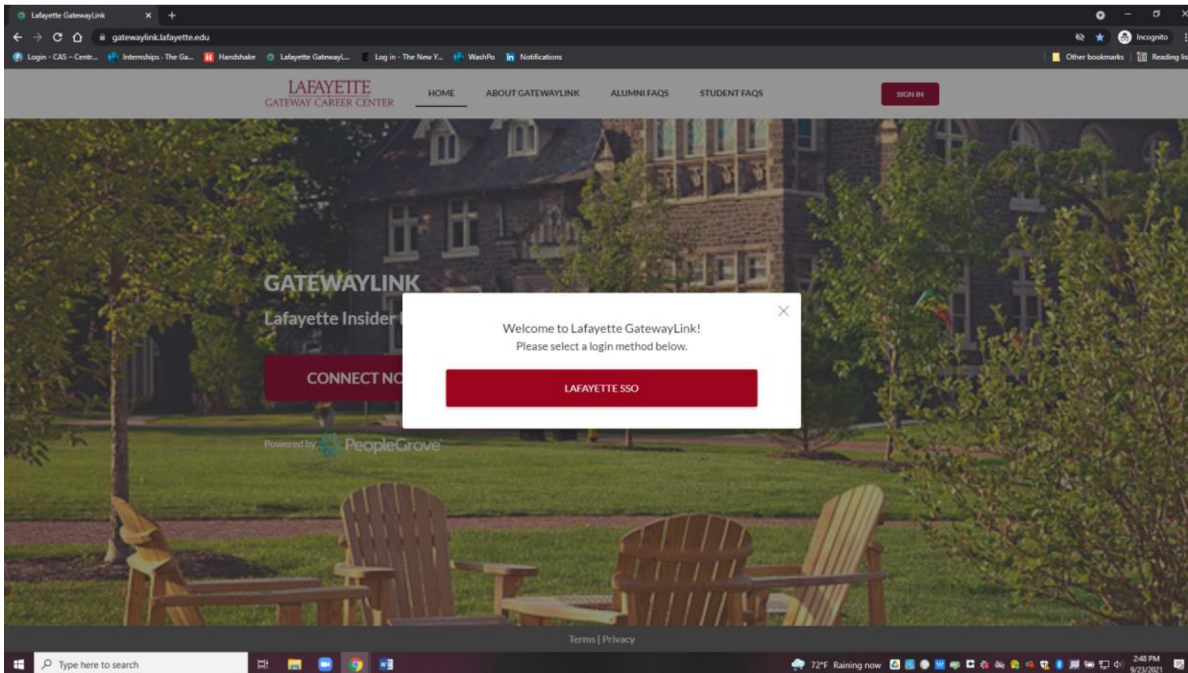 Lafayette GatewayLink
gatewaylink.lafayette.edu
Incognito
Login - CAS – Centr...
Internships - The Ga...
Handshake
Lafayette GatewayL...
Log in - The New Y...
WashPo
Notifications
Other bookmarks
Reading lis
LAFAYETTE
GATEWAY CAREER CENTER
HOME
ABOUT GATEWAYLINK
ALUMNI FAQS
STUDENT FAQS
SIGN IN
GATEWAYLINK
Lafayette Insider
CONNECT NO
Powered by PeopleGrove
Welcome to Lafayette GatewayLink!
Please select a login method below.
LAFAYETTE SSO
Terms | Privacy
Type here to search
72°F Raining now
2:48 PM
9/23/2021